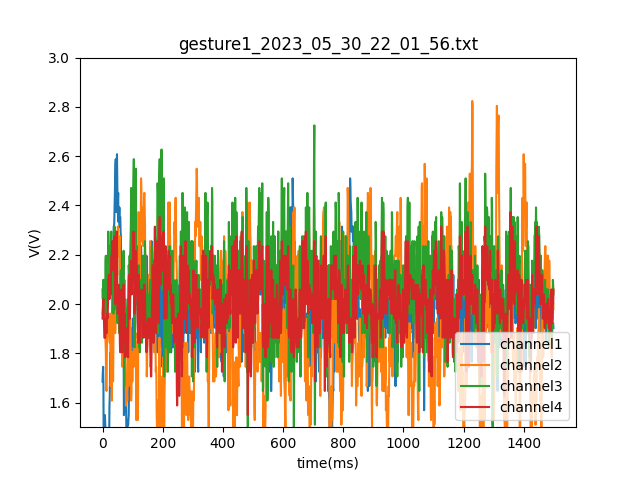 gesture1_2023_05_30_22_01_56.txt
3.0
2.8
2.6
2.4
2.2
2.0
1.8
1.6
V(V)
channel1
channel2
channel3
channel4
0 200 400 600 800 1000 1200 1400
time(ms)